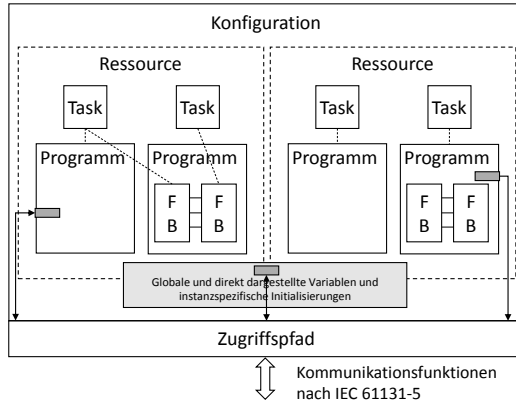 Konfiguration
Ressource
Ressource
Task
Task
Task
Task
Programm
Programm
Programm
Programm
F
F
F
F
B
B
B
B
Globale und direkt dargestellte Variablen und
instanzspezifische Initialisierungen
Zugriffspfad
Kommunikationsfunktionen
nach IEC 61131-5